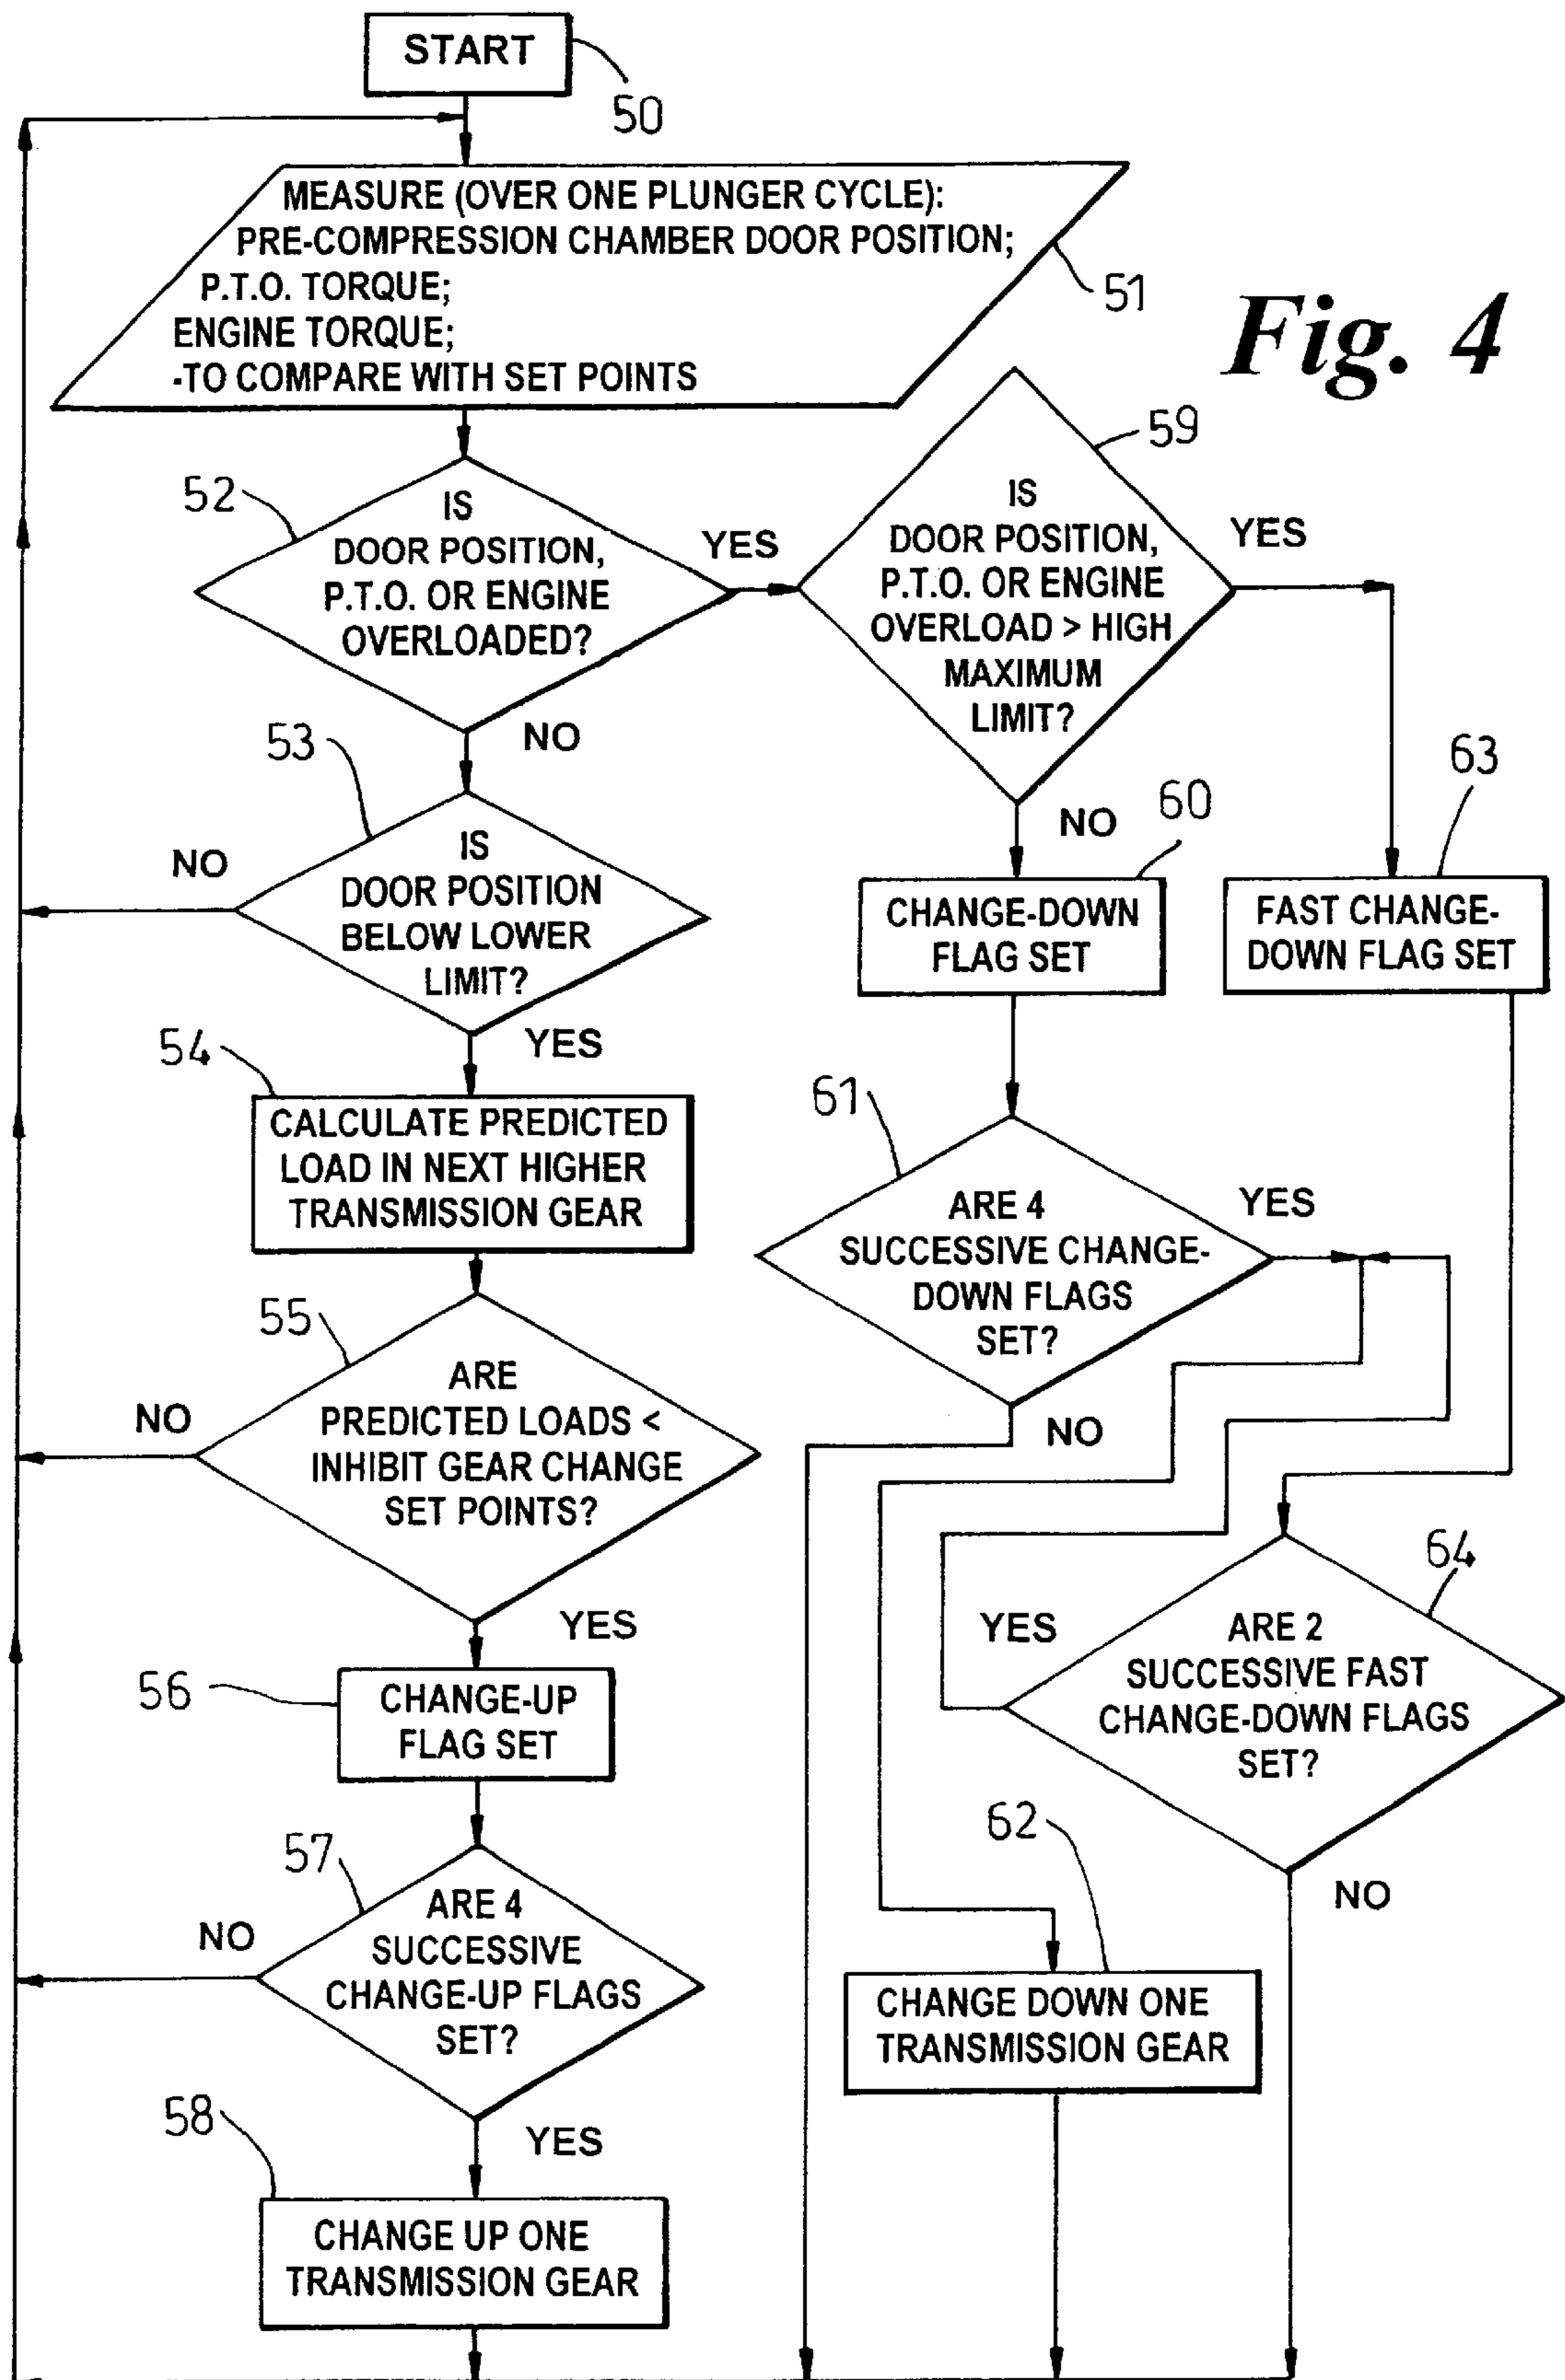 START
50
MEASURE (OVER ONE PLUNGER CYCLE):
PRE-COMPRESSION CHAMBER DOOR POSITION;
P.T.O. TORQUE;
ENGINE TORQUE;
-TO COMPARE WITH SET POINTS
51
Fig. 4
52
IS
DOOR POSITION,
P.T.O. OR ENGINE
OVERLOADED?
YES
NO
59
IS
DOOR POSITION,
P.T.O. OR ENGINE
OVERLOAD > HIGH
MAXIMUM
LIMIT?
YES
NO
53
IS
DOOR POSITION
BELOW LOWER
LIMIT?
NO
YES
60
CHANGE-DOWN
FLAG SET
63
FAST CHANGE-
DOWN FLAG SET
54
CALCULATE PREDICTED
LOAD IN NEXT HIGHER
TRANSMISSION GEAR
61
ARE 4
SUCCESSIVE CHANGE-
DOWN FLAGS
SET?
YES
NO
55
ARE
PREDICTED LOADS <
INHIBIT GEAR CHANGE
SET POINTS?
NO
YES
64
ARE 2
SUCCESSIVE FAST
CHANGE-DOWN FLAGS
SET?
YES
NO
56
CHANGE-UP
FLAG SET
57
ARE 4
SUCCESSIVE
CHANGE-UP FLAGS
SET?
NO
YES
62
CHANGE DOWN ONE
TRANSMISSION GEAR
58
CHANGE UP ONE
TRANSMISSION GEAR